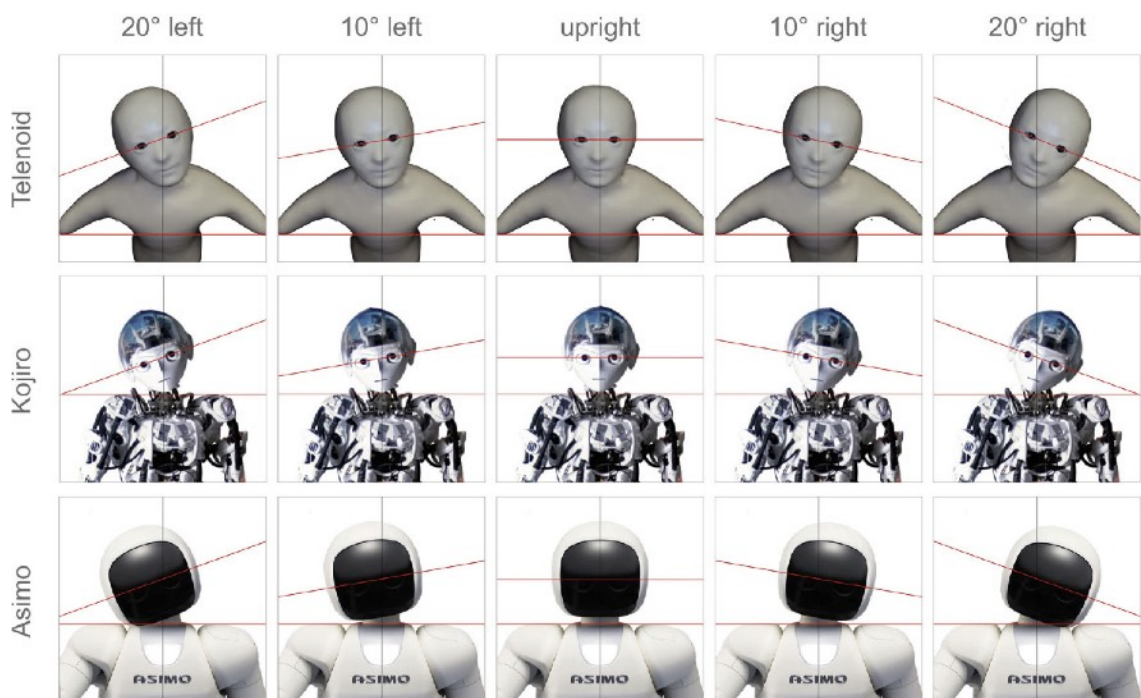 20° left 10° left upright 10° right 20° right
Telenoid
Kojiro
Asimo
ASIMO ASIMO ASIMO ASIMO ASIMO